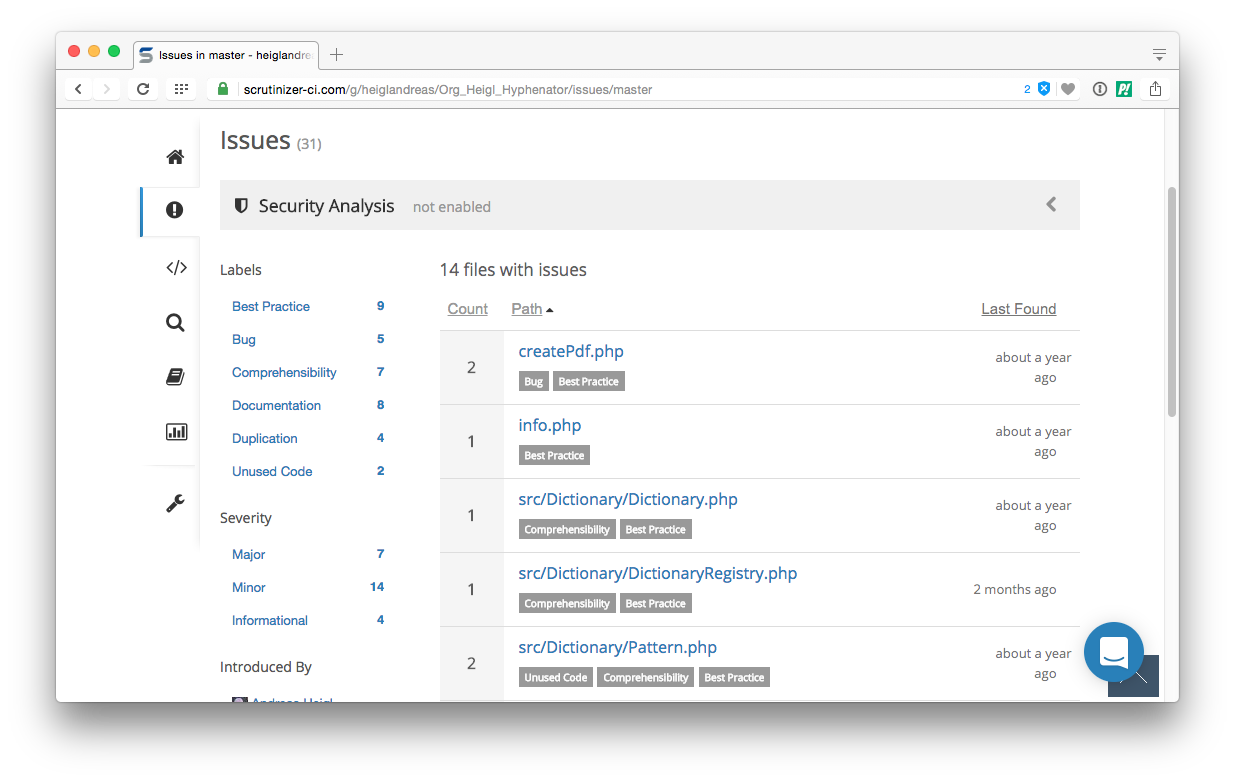 Issues in master - heiglandre
scrutinizer-ci.com/g/heiglandreas/Org_Heigl_Hyphenator/issues/master
2
Issues (31)
Security Analysis not enabled
Labels
Best Practice 9
Bug 5
Comprehensibility 7
Documentation 8
Duplication 4
Unused Code 2
Severity
Major 7
Minor 14
Informational 4
Introduced By
Andreas Heigl
14 files with issues
Count Path Last Found
2 createPdf.php about a year
ago
Bug Best Practice
1 info.php about a year
ago
Best Practice
1 src/Dictionary/Dictionary.php about a year
ago
Comprehensibility Best Practice
1 src/Dictionary/DictionaryRegistry.php 2 months ago
Comprehensibility Best Practice
2 src/Dictionary/Pattern.php about a year
ago
Unused Code Comprehensibility Best Practice